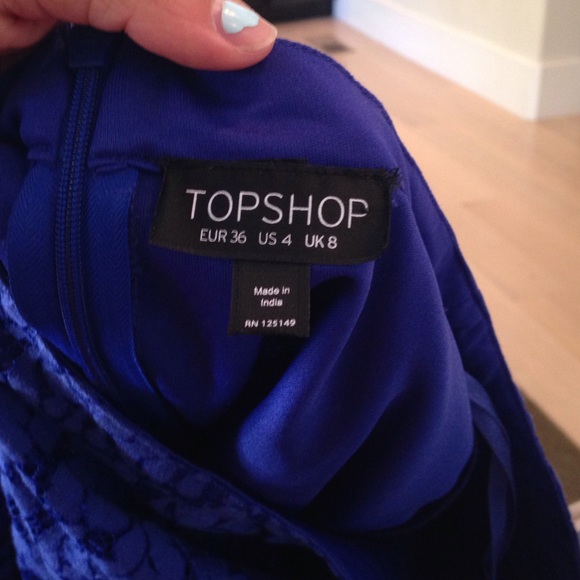 TOPSHOP
EUR 36 US 4 UK 8
Made in
India
RN 125149